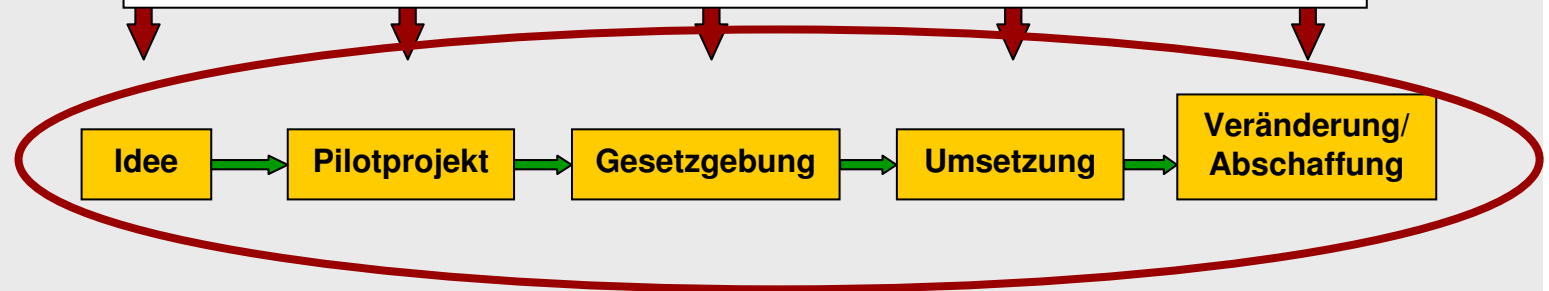 Idee
Pilotprojekt
Gesetzgebung
Umsetzung
Veränderung/
Abschaffung